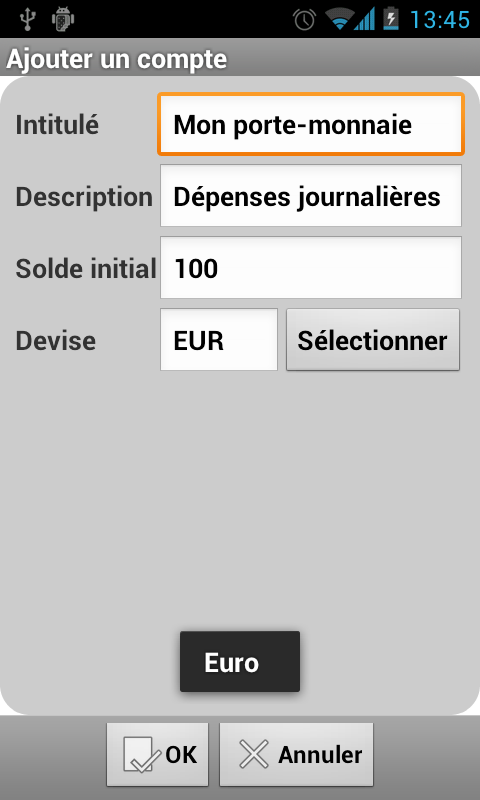 13:45
Ajouter un compte
Intitulé Mon porte-monnaie
Description Dépenses journalières
Solde initial 100
Devise EUR Sélectionner
Euro
OK Annuler